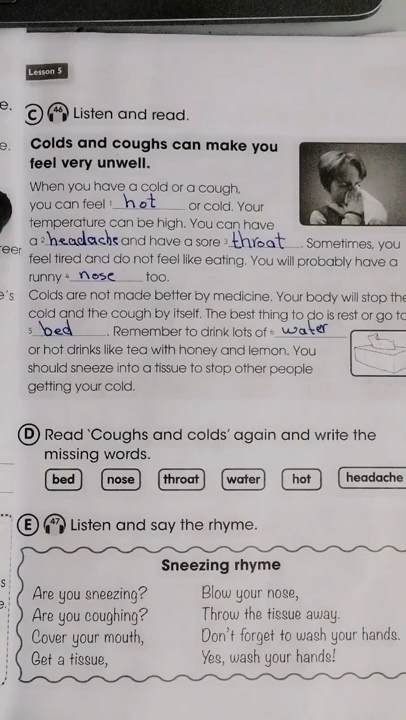 Lesson 5
e.
C 46 Listen and read.
e.
Colds and coughs can make you
feel very unwell.
When you have a cold or a cough,
you can feel 1 hot or cold. Your
temperature can be high. You can have
a 2 headache and have a sore 3 throat. Sometimes, you
feel tired and do not feel like eating. You will probably have a
runny 4 nose too.
Colds are not made better by medicine. Your body will stop the
cold and the cough by itself. The best thing to do is rest or go to
5 bed. Remember to drink lots of 6 water
or hot drinks like tea with honey and lemon. You
should sneeze into a tissue to stop other people
getting your cold.
D Read 'Coughs and colds' again and write the
missing words.
bed nose throat water hot headache
E 47 Listen and say the rhyme.
Sneezing rhyme
Are you sneezing?
Are you coughing?
Cover your mouth,
Get a tissue,
Blow your nose,
Throw the tissue away.
Don't forget to wash your hands.
Yes, wash your hands!